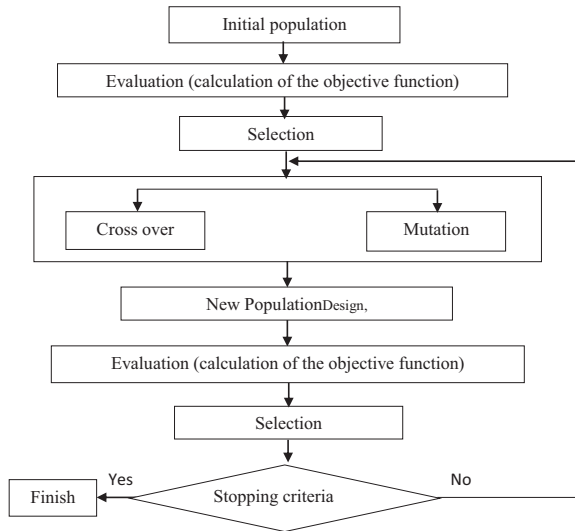 Initial population
Evaluation (calculation of the objective function)
Selection
Cross over
Mutation
New PopulationDesign,
Evaluation (calculation of the objective function)
Selection
Yes
No
Finish
Stopping criteria